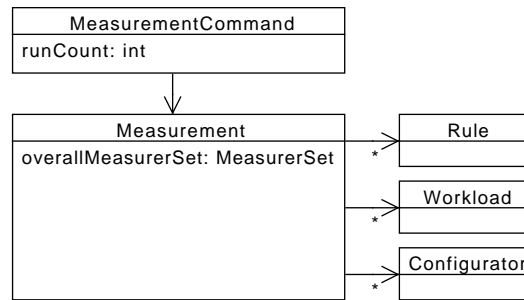 MeasurementCommand
runCount: int
Measurement
overallMeasurerSet: MeasurerSet
Rule
*
Workload
*
Configurator
*